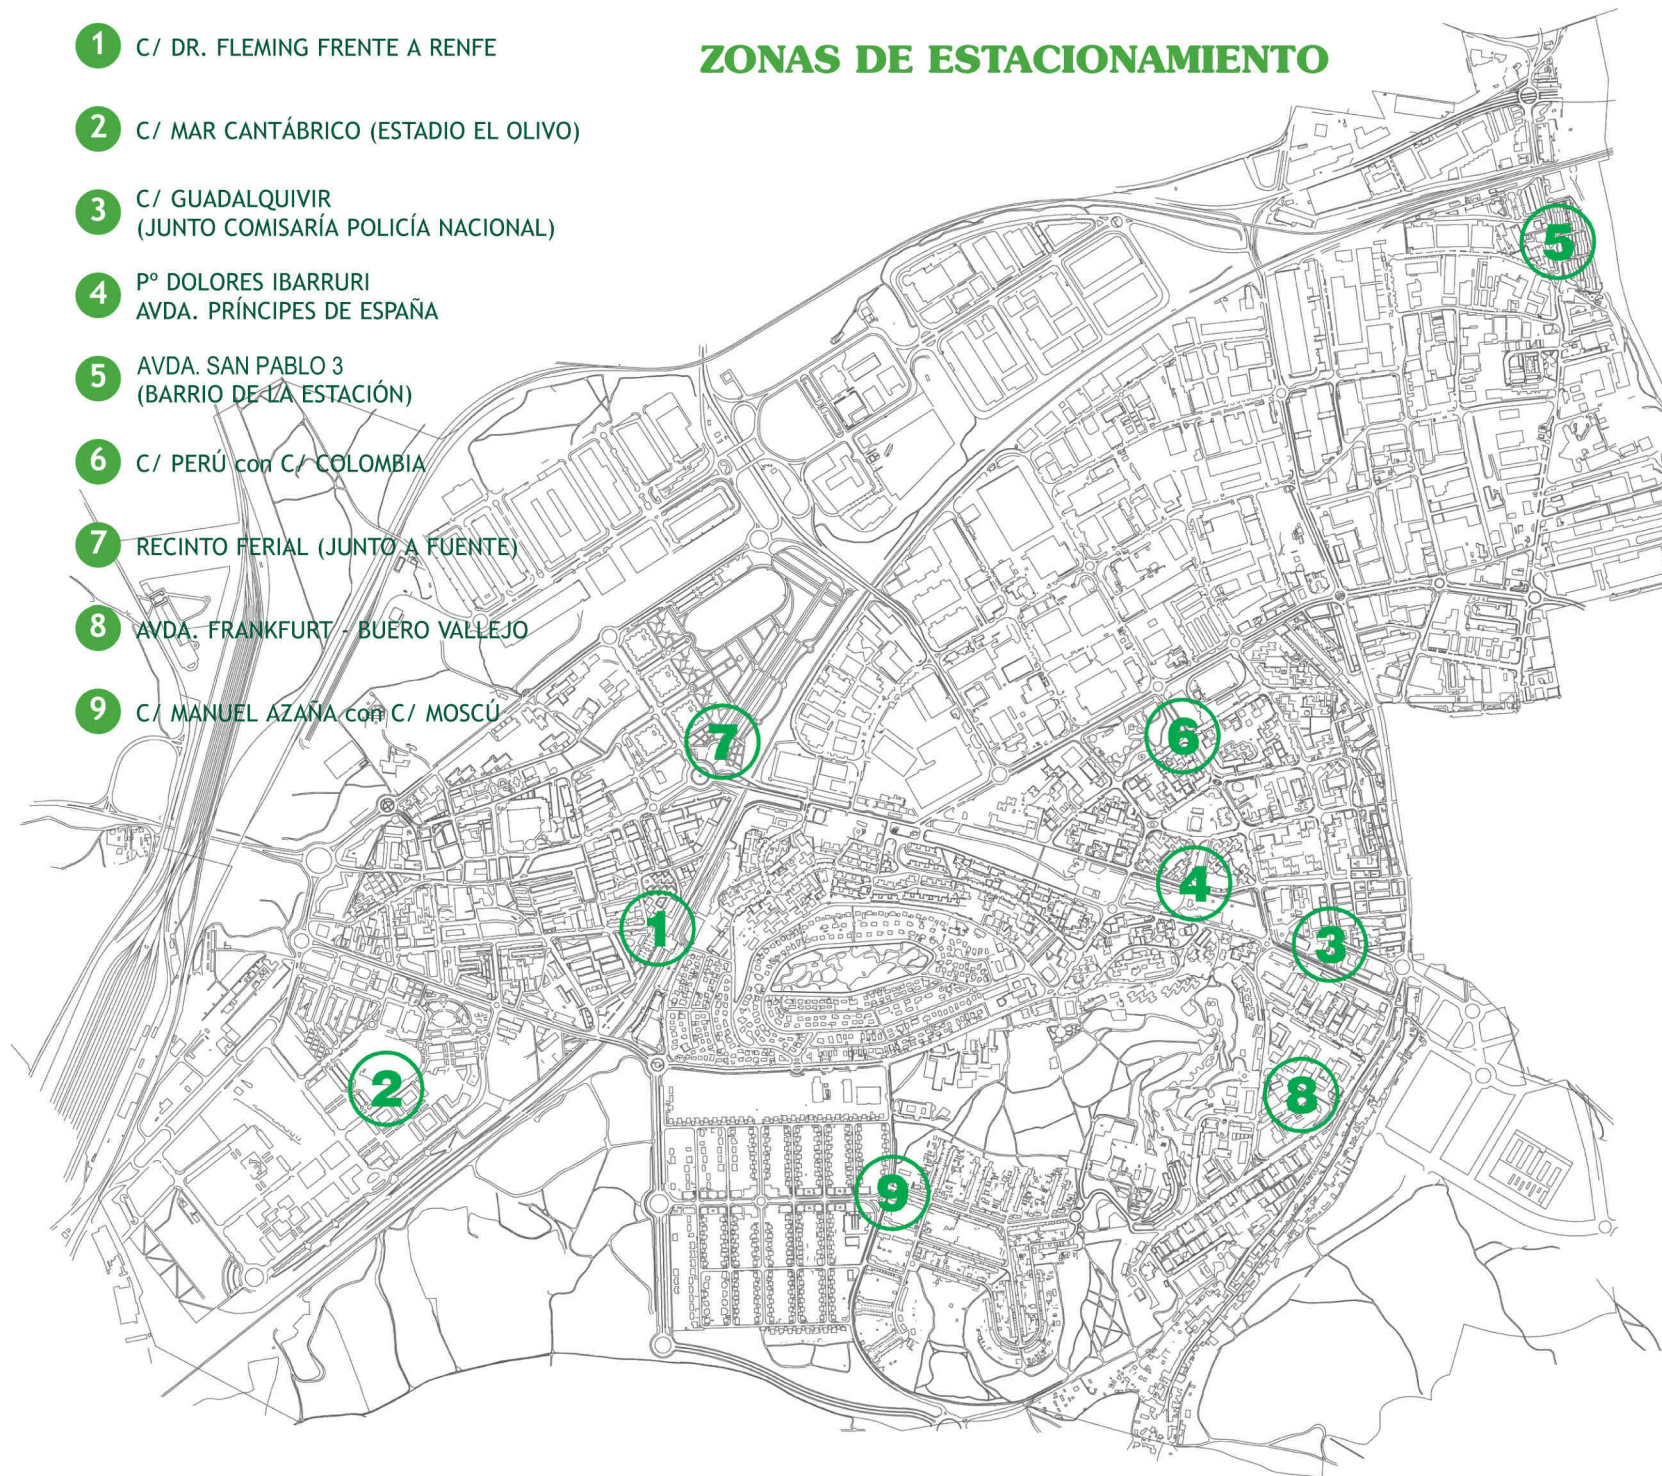 ZONAS DE ESTACIONAMIENTO
1 C/ DR. FLEMING FRENTE A RENFE
2 C/ MAR CANTÁBRICO (ESTADIO EL OLIVO)
3 C/ GUADALQUIVIR
(JUNTO COMISARÍA POLICÍA NACIONAL)
4 Pº DOLORES IBARRURI
AVDA. PRÍNCIPES DE ESPAÑA
5 AVDA. SAN PABLO 3
(BARRIO DE LA ESTACIÓN)
6 C/ PERÚ con C/ COLOMBIA
7 RECINTO FERIAL (JUNTO A FUENTE)
8 AVDA. FRANKFURT - BUERO VALLEJO
9 C/ MANUEL AZAÑA con C/ MOSCÚ
5
7
6
4
1
3
2
8
9